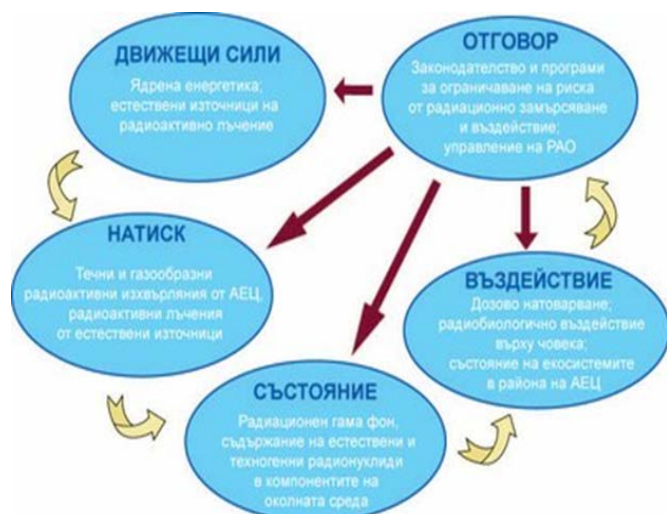 ДВИЖЕЩИ СИЛИ
Ядрена енергетика;
естествени източници на
радиоактивно лъчение
ОТГОВОР
Законодателство и програми
за ограничаване на риска
от радиационно замърсяване
и въздействие;
управление на РАО
НАТИСК
Течни и газообразни
радиоактивни изхвърляния от АЕЦ,
радиоактивни лъчения
от естествени източници
ВЪЗДЕЙСТВИЕ
Дозово натоварване;
радиобиологично въздействие
върху човека;
състояние на екосистемите
в района на АЕЦ
СЪСТОЯНИЕ
Радиационен гама фон,
съдържание на естествени и
техногенни радионуклиди
в компонентите на
околната среда